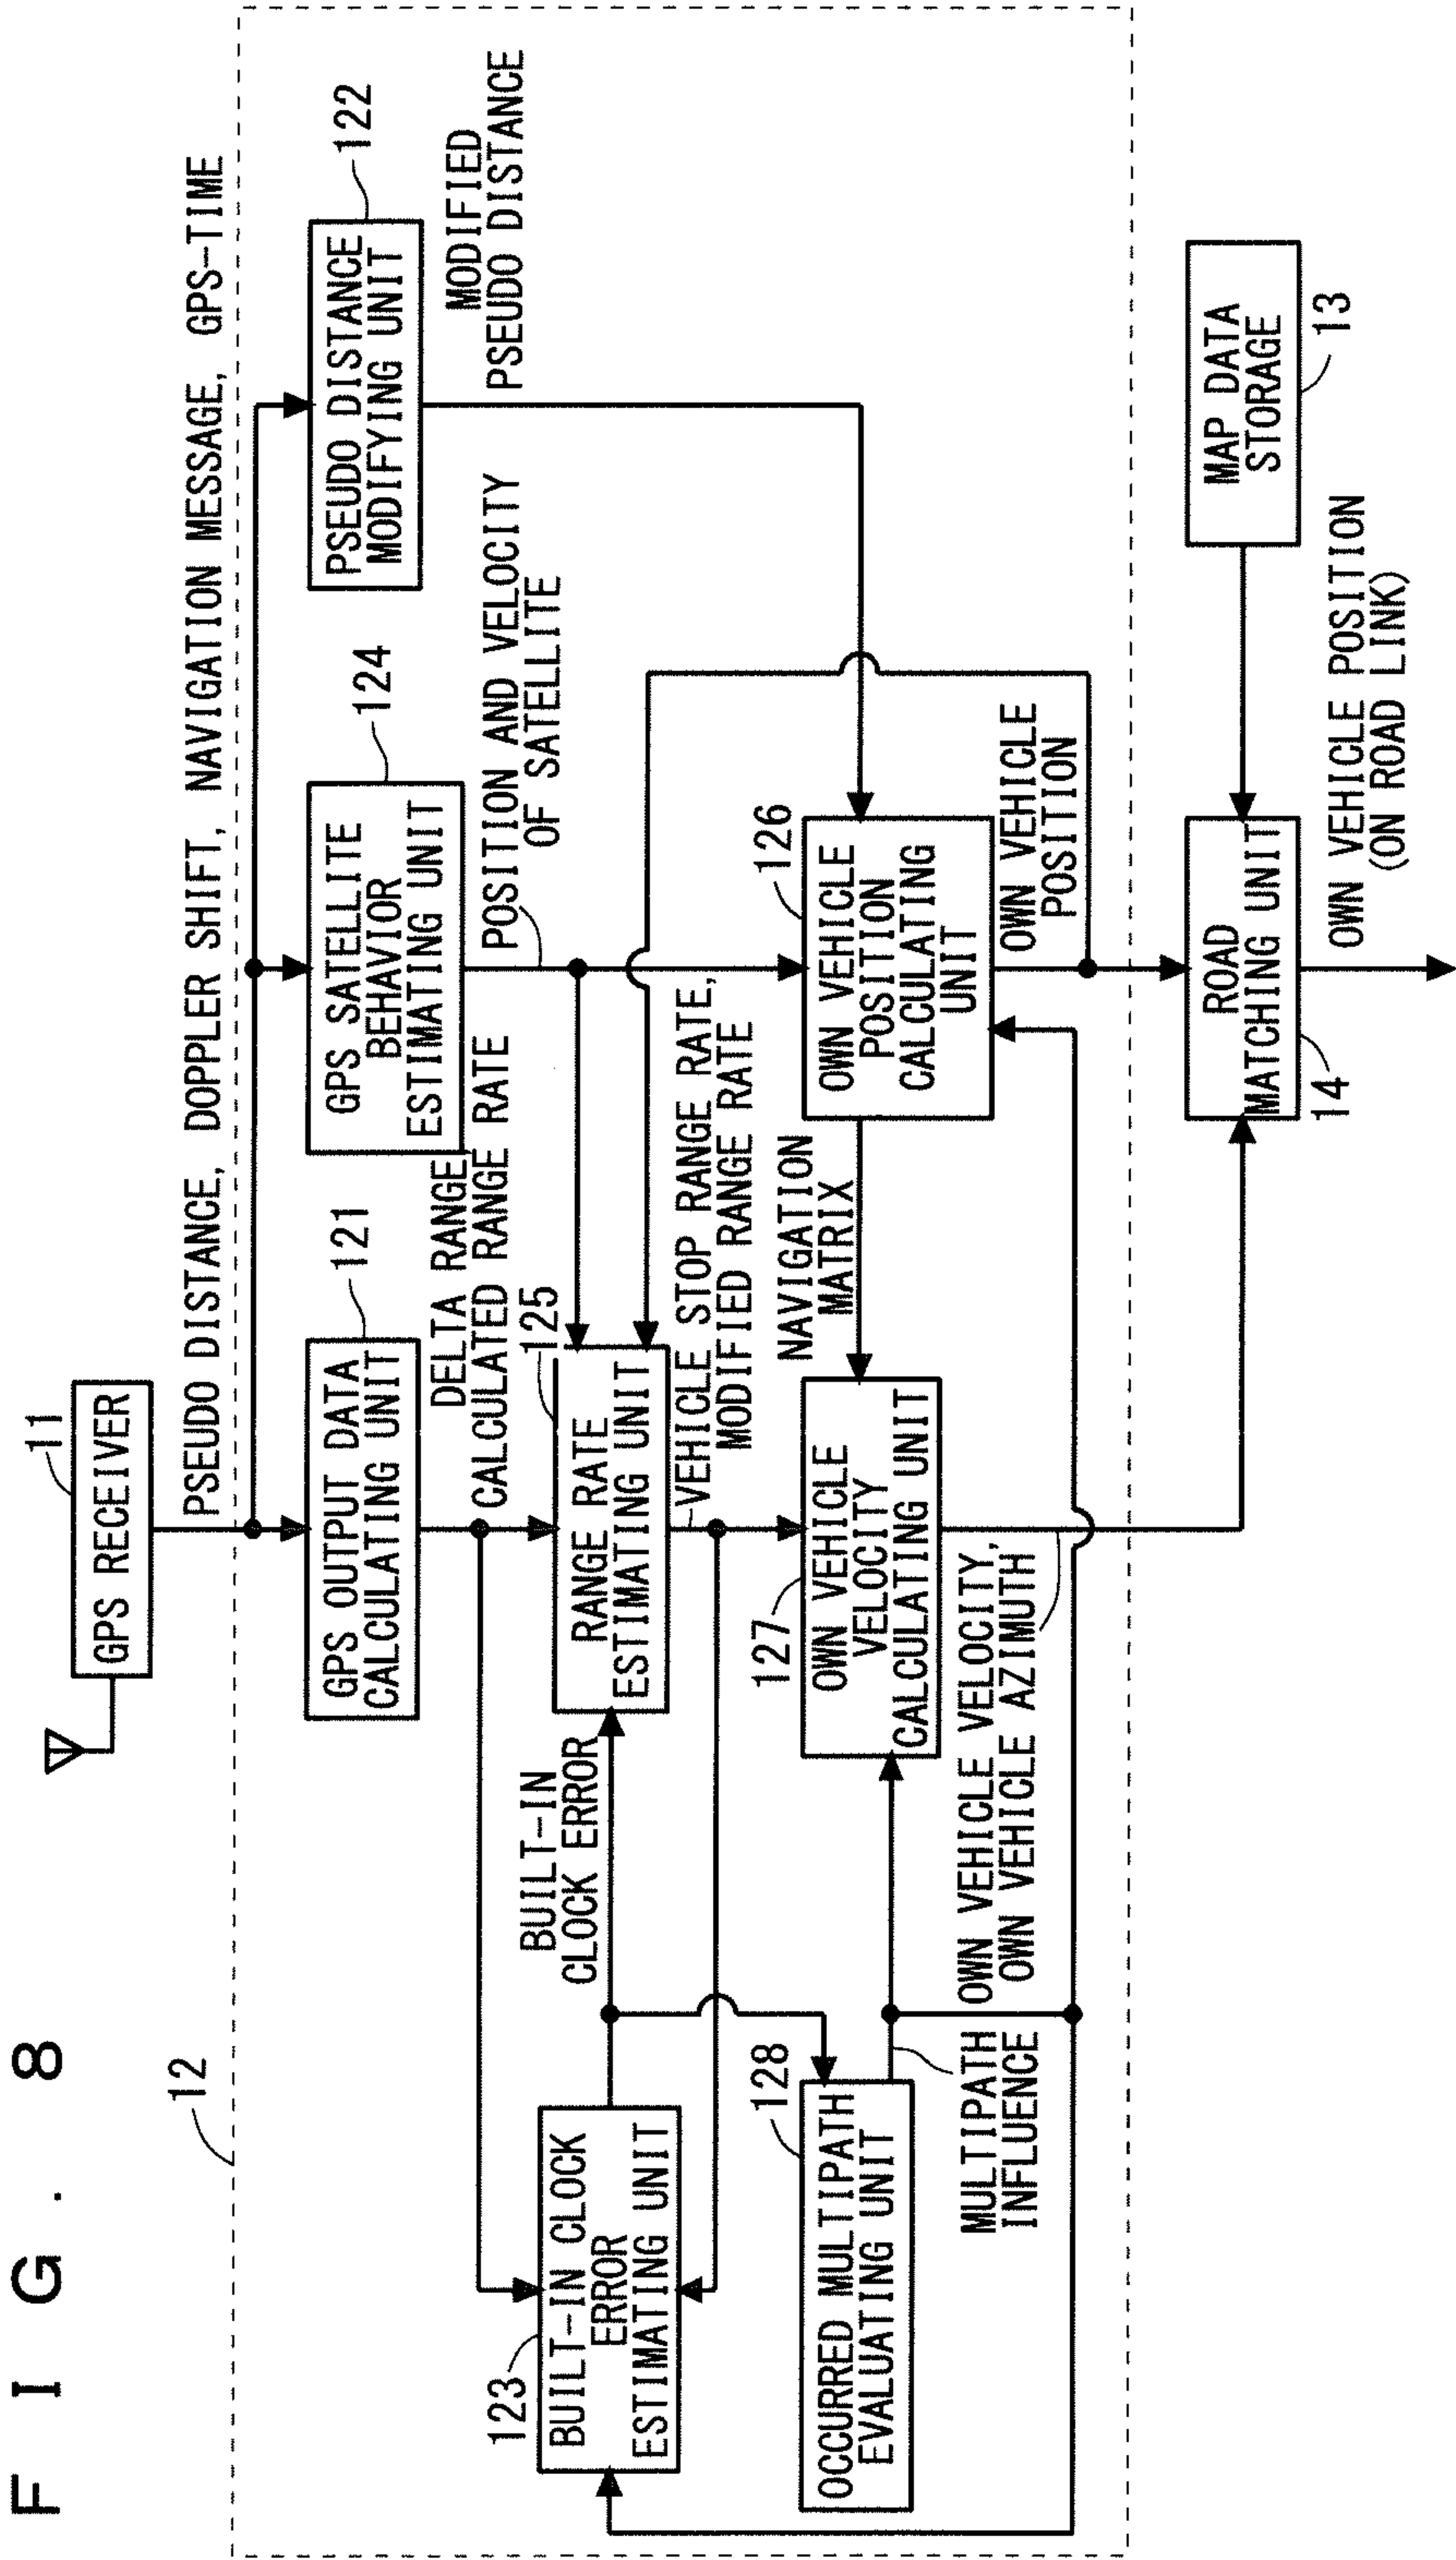 FIG. 8
11
GPS RECEIVER
PSEUDO DISTANCE, DOPPLER SHIFT, NAVIGATION MESSAGE, GPS-TIME
12
121
GPS OUTPUT DATA
CALCULATING UNIT
124
GPS SATELLITE
BEHAVIOR
ESTIMATING UNIT
122
PSEUDO DISTANCE
MODIFYING UNIT
DELTA RANGE
CALCULATED RANGE RATE
POSITION AND VELOCITY
OF SATELLITE
MODIFIED
PSEUDO DISTANCE
123
BUILT-IN CLOCK
ERROR
ESTIMATING UNIT
BUILT-IN
CLOCK ERROR
125
RANGE RATE
ESTIMATING UNIT
VEHICLE STOP RANGE RATE,
MODIFIED RANGE RATE
128
OCCURRED MULTIPATH
EVALUATING UNIT
MULTIPATH
INFLUENCE
127
OWN VEHICLE
VELOCITY
CALCULATING UNIT
NAVIGATION
MATRIX
126
OWN VEHICLE
POSITION
CALCULATING
UNIT
OWN VEHICLE VELOCITY,
OWN VEHICLE AZIMUTH
OWN VEHICLE
POSITION
ROAD
MATCHING UNIT
14
MAP DATA
STORAGE
13
OWN VEHICLE POSITION
(ON ROAD LINK)